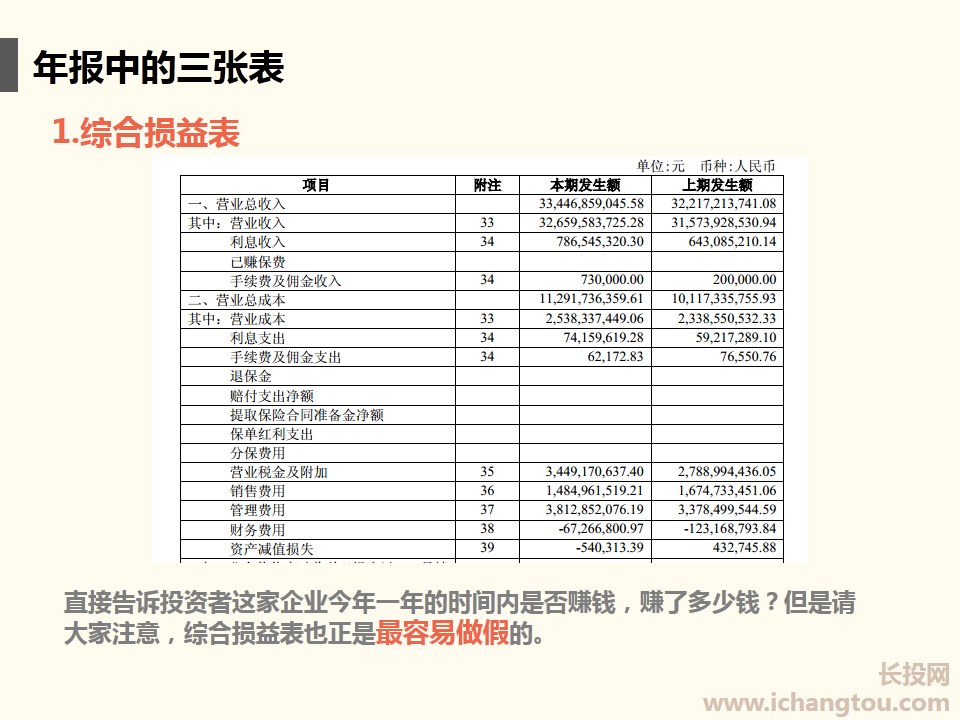 年报中的三张表
1.综合损益表
单位:元 币种:人民币
项目 附注 本期发生额 上期发生额
一、营业总收入 33,446,859,045.58 32,217,213,741.08
其中：营业收入 33 32,659,583,725.28 31,573,928,530.94
利息收入 34 786,545,320.30 643,085,210.14
已赚保费
手续费及佣金收入 34 730,000.00 200,000.00
二、营业总成本 11,291,736,359.61 10,117,335,755.93
其中：营业成本 33 2,538,337,449.06 2,338,550,532.33
利息支出 34 74,159,619.28 59,217,289.10
手续费及佣金支出 34 62,172.83 76,550.76
退保金
赔付支出净额
提取保险合同准备金净额
保单红利支出
分保费用
营业税金及附加 35 3,449,170,637.40 2,788,994,436.05
销售费用 36 1,484,961,519.21 1,674,733,451.06
管理费用 37 3,812,852,076.19 3,378,499,544.59
财务费用 38 -67,266,800.97 -123,168,793.84
资产减值损失 39 -540,313.39 432,745.88
直接告诉投资者这家企业今年一年的时间内是否赚钱，赚了多少钱？但是请
大家注意，综合损益表也正是最容易做假的。
长投网
www.ichangtou.com